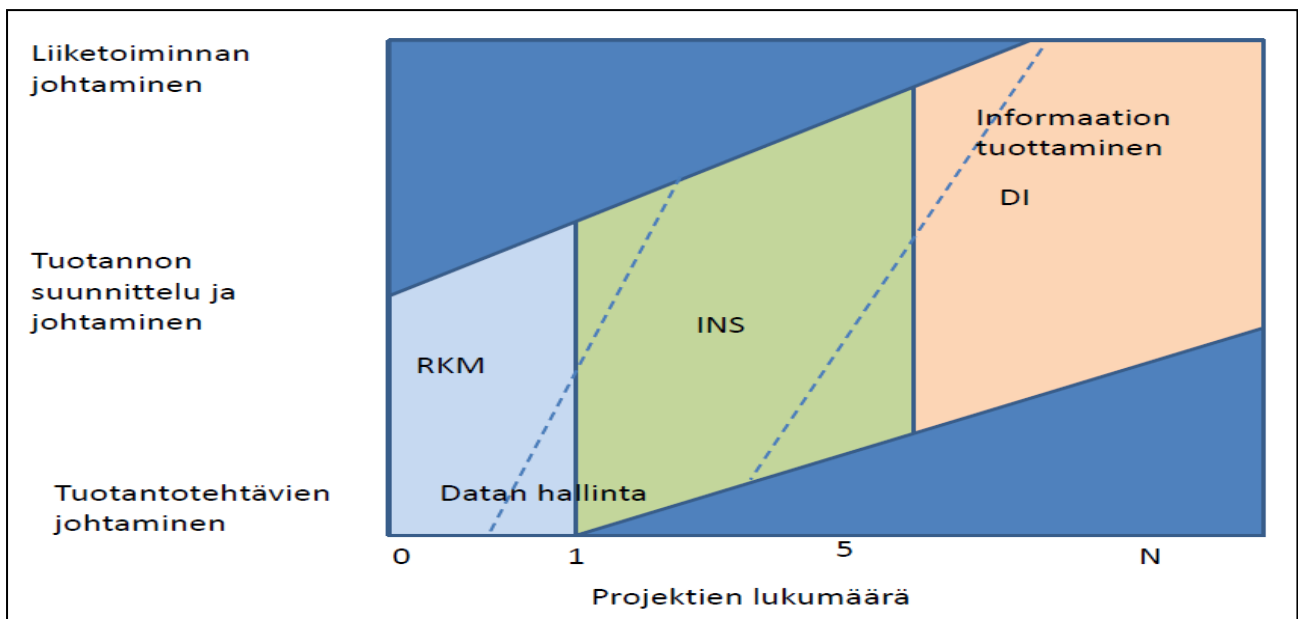 Liiketoiminnan
johtaminen
Informaation
tuottaminen
DI
Tuotannon
suunnittelu ja
johtaminen
INS
RKM
Tuotantotehtävien
johtaminen
Datan hallinta
0 1 5 N
Projektien lukumäärä